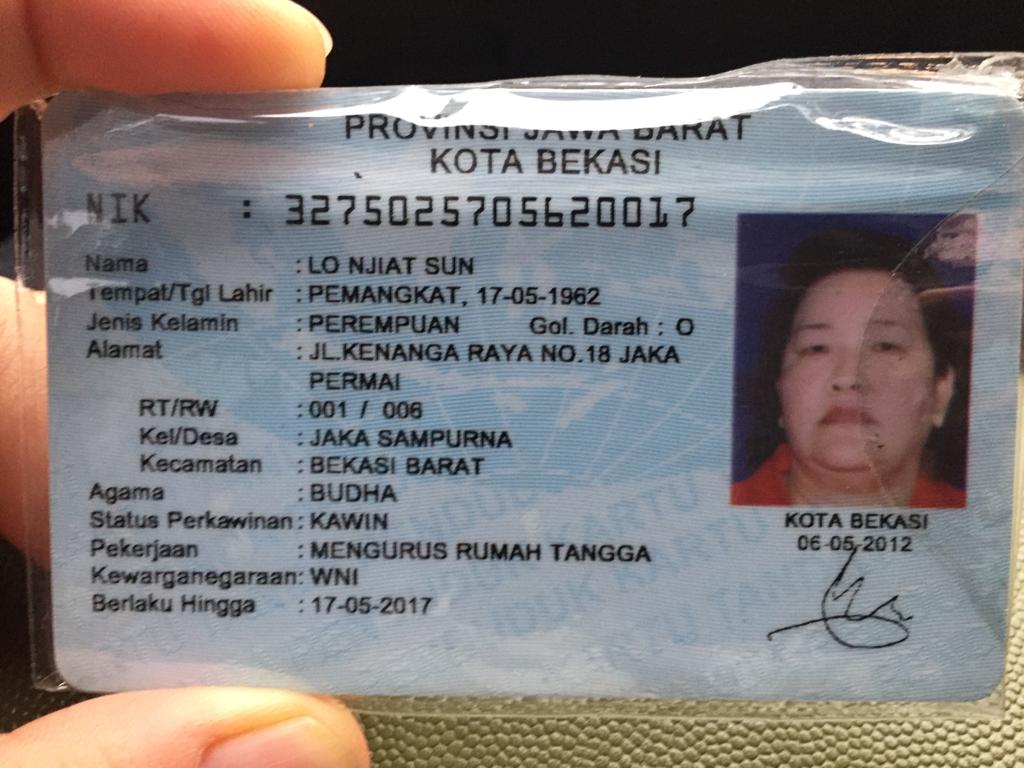 PROVINSI JAWA BARAT
KOTA BEKASI
NIK : 3275025705620017
Nama : LO NJIAT SUN
Tempat/Tgl Lahir : PEMANGKAT, 17-05-1962
Jenis Kelamin : PEREMPUAN Gol. Darah : O
Alamat : JL.KENANGA RAYA NO.18 JAKA
PERMAI
RT/RW : 001 / 006
Kel/Desa : JAKA SAMPURNA
Kecamatan : BEKASI BARAT
Agama : BUDHA
Status Perkawinan : KAWIN
Pekerjaan : MENGURUS RUMAH TANGGA
Kewarganegaraan : WNI
Berlaku Hingga : 17-05-2017
KOTA BEKASI
06-05-2012